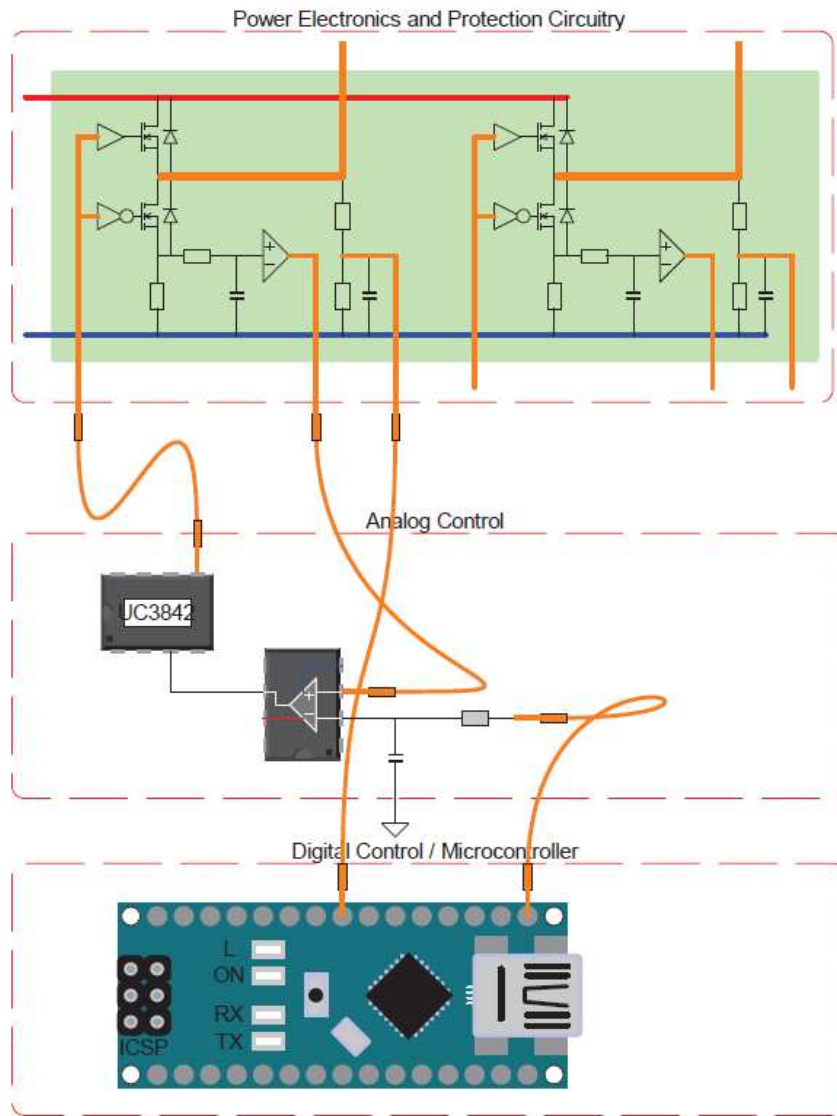 Power Electronics and Protection Circuitry
+
−
+
−
Analog Control
UC3842
+
−
Digital Control / Microcontroller
L
ON
RX
TX
ICSP